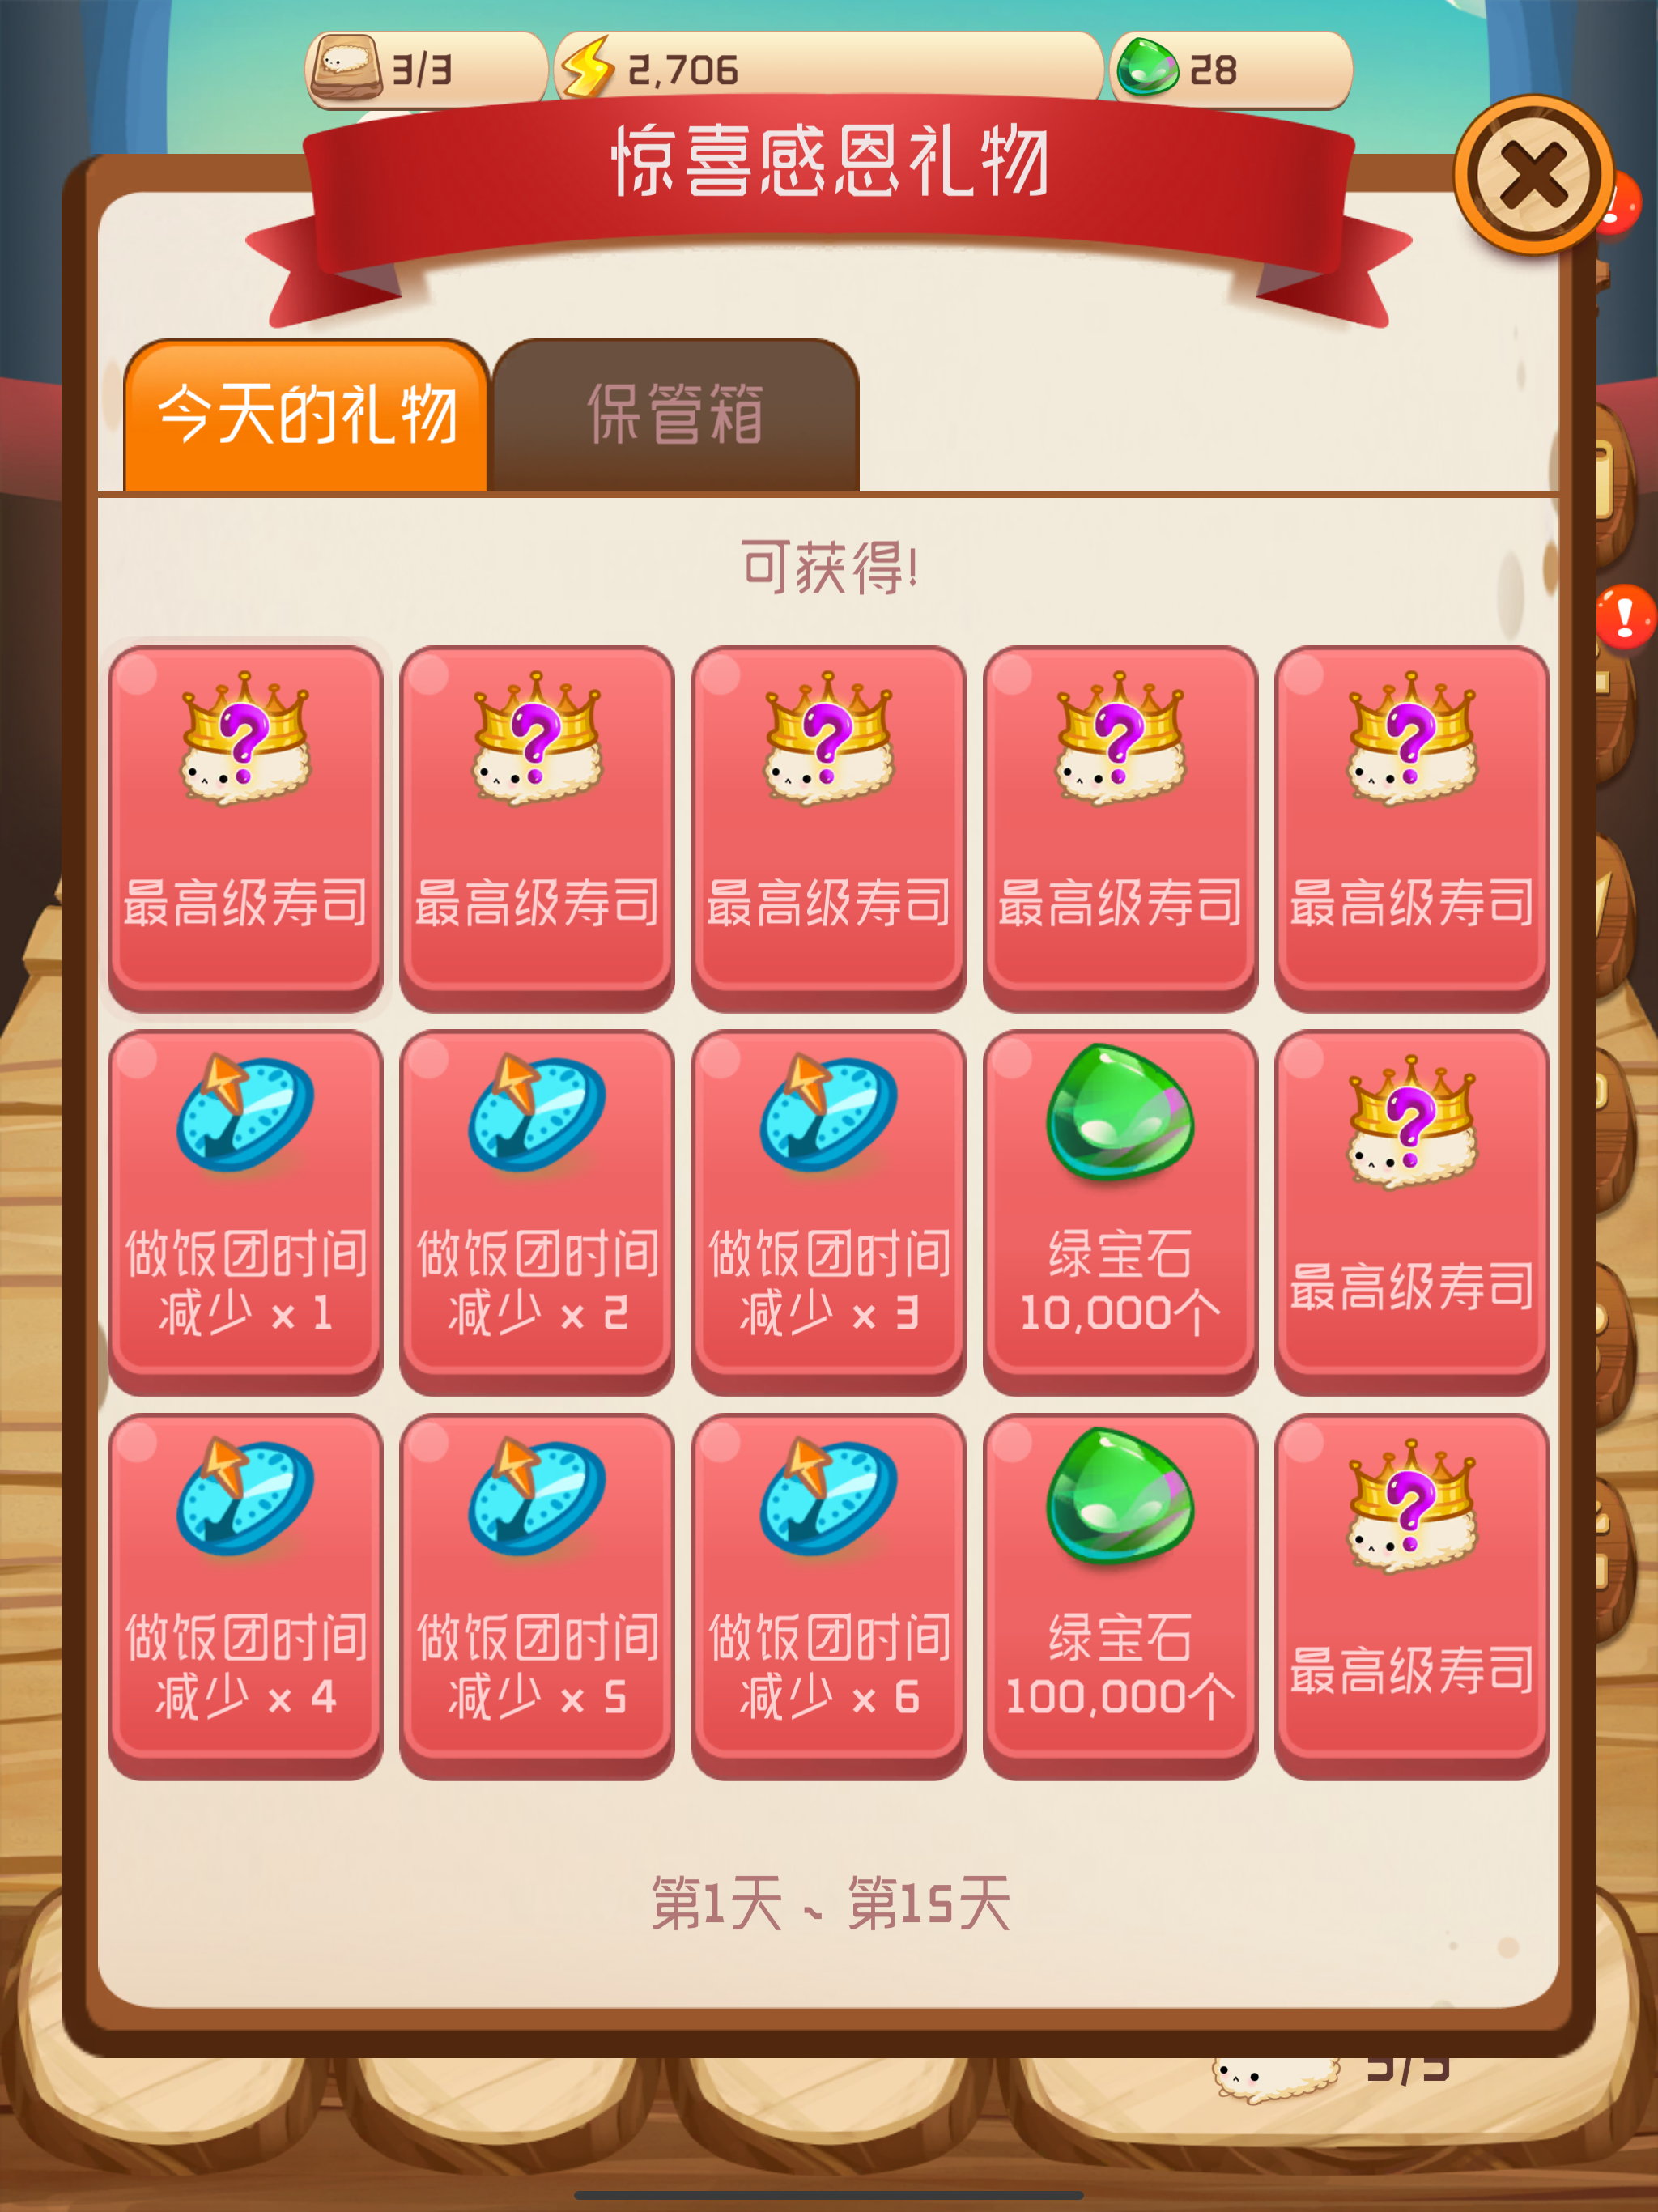 3/3
2,706
28
惊喜感恩礼物
今天的礼物
保管箱
可获得!
最高级寿司
最高级寿司
最高级寿司
最高级寿司
最高级寿司
做饭团时间
减少 × 1
做饭团时间
减少 × 2
做饭团时间
减少 × 3
绿宝石
10,000个
最高级寿司
做饭团时间
减少 × 4
做饭团时间
减少 × 5
做饭团时间
减少 × 6
绿宝石
100,000个
最高级寿司
第1天 ~ 第15天